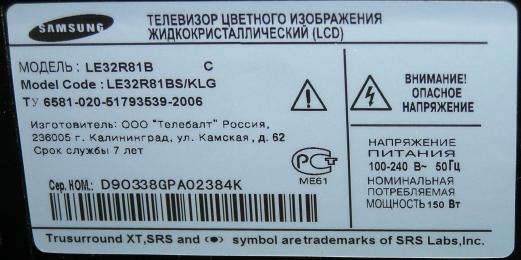 SAMSUNG
ТЕЛЕВИЗОР ЦВЕТНОГО ИЗОБРАЖЕНИЯ
ЖИДКОКРИСТАЛЛИЧЕСКИЙ (LCD)
МОДЕЛЬ : LE32R81B C
Model Code : LE32R81BS/KLG
ТУ 6581-020-51793539-2006
Изготовитель: ООО "Телебалт" Россия,
236005 г. Калининград, ул. Камская, д. 62
Срок службы 7 лет
ВНИМАНИЕ!
ОПАСНОЕ
НАПРЯЖЕНИЕ
РСТ
МЕ61
НАПРЯЖЕНИЕ
ПИТАНИЯ
100-240 В~ 50Гц
НОМИНАЛЬНАЯ
ПОТРЕБЛЯЕМАЯ
МОЩНОСТЬ 150 Вт
Сер. НОМ.: D90338GPA02384K
Trusurround XT,SRS and (●) symbol are trademarks of SRS Labs,Inc.